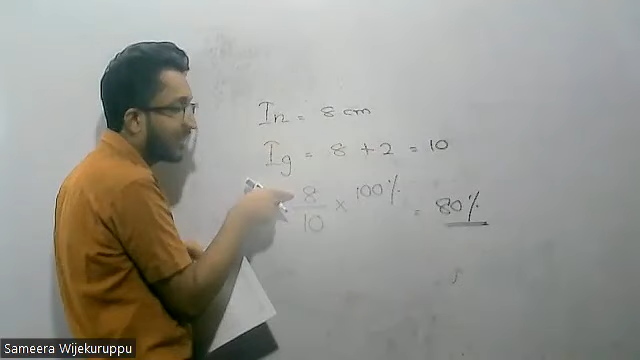 In = 8 cm
Ig = 8 + 2 = 10
8/10 × 100% = 80%
Sameera Wijekuruppu